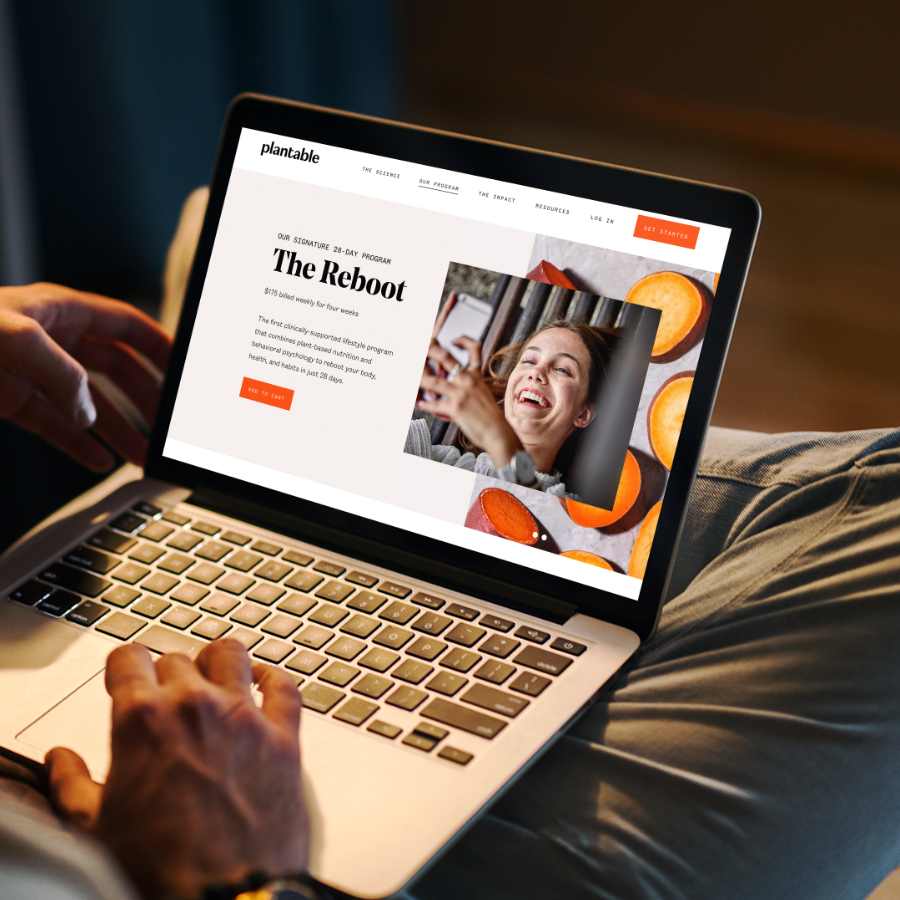 plantable
THE SCIENCE
OUR PROGRAM
THE IMPACT
RESOURCES
LOG IN
GET STARTED
OUR SIGNATURE 28-DAY PROGRAM
The Reboot
$175 billed weekly for four weeks
The first clinically-supported lifestyle program
that combines plant-based nutrition and
behavioral psychology to reboot your body,
health, and habits in just 28 days.
ADD TO CART